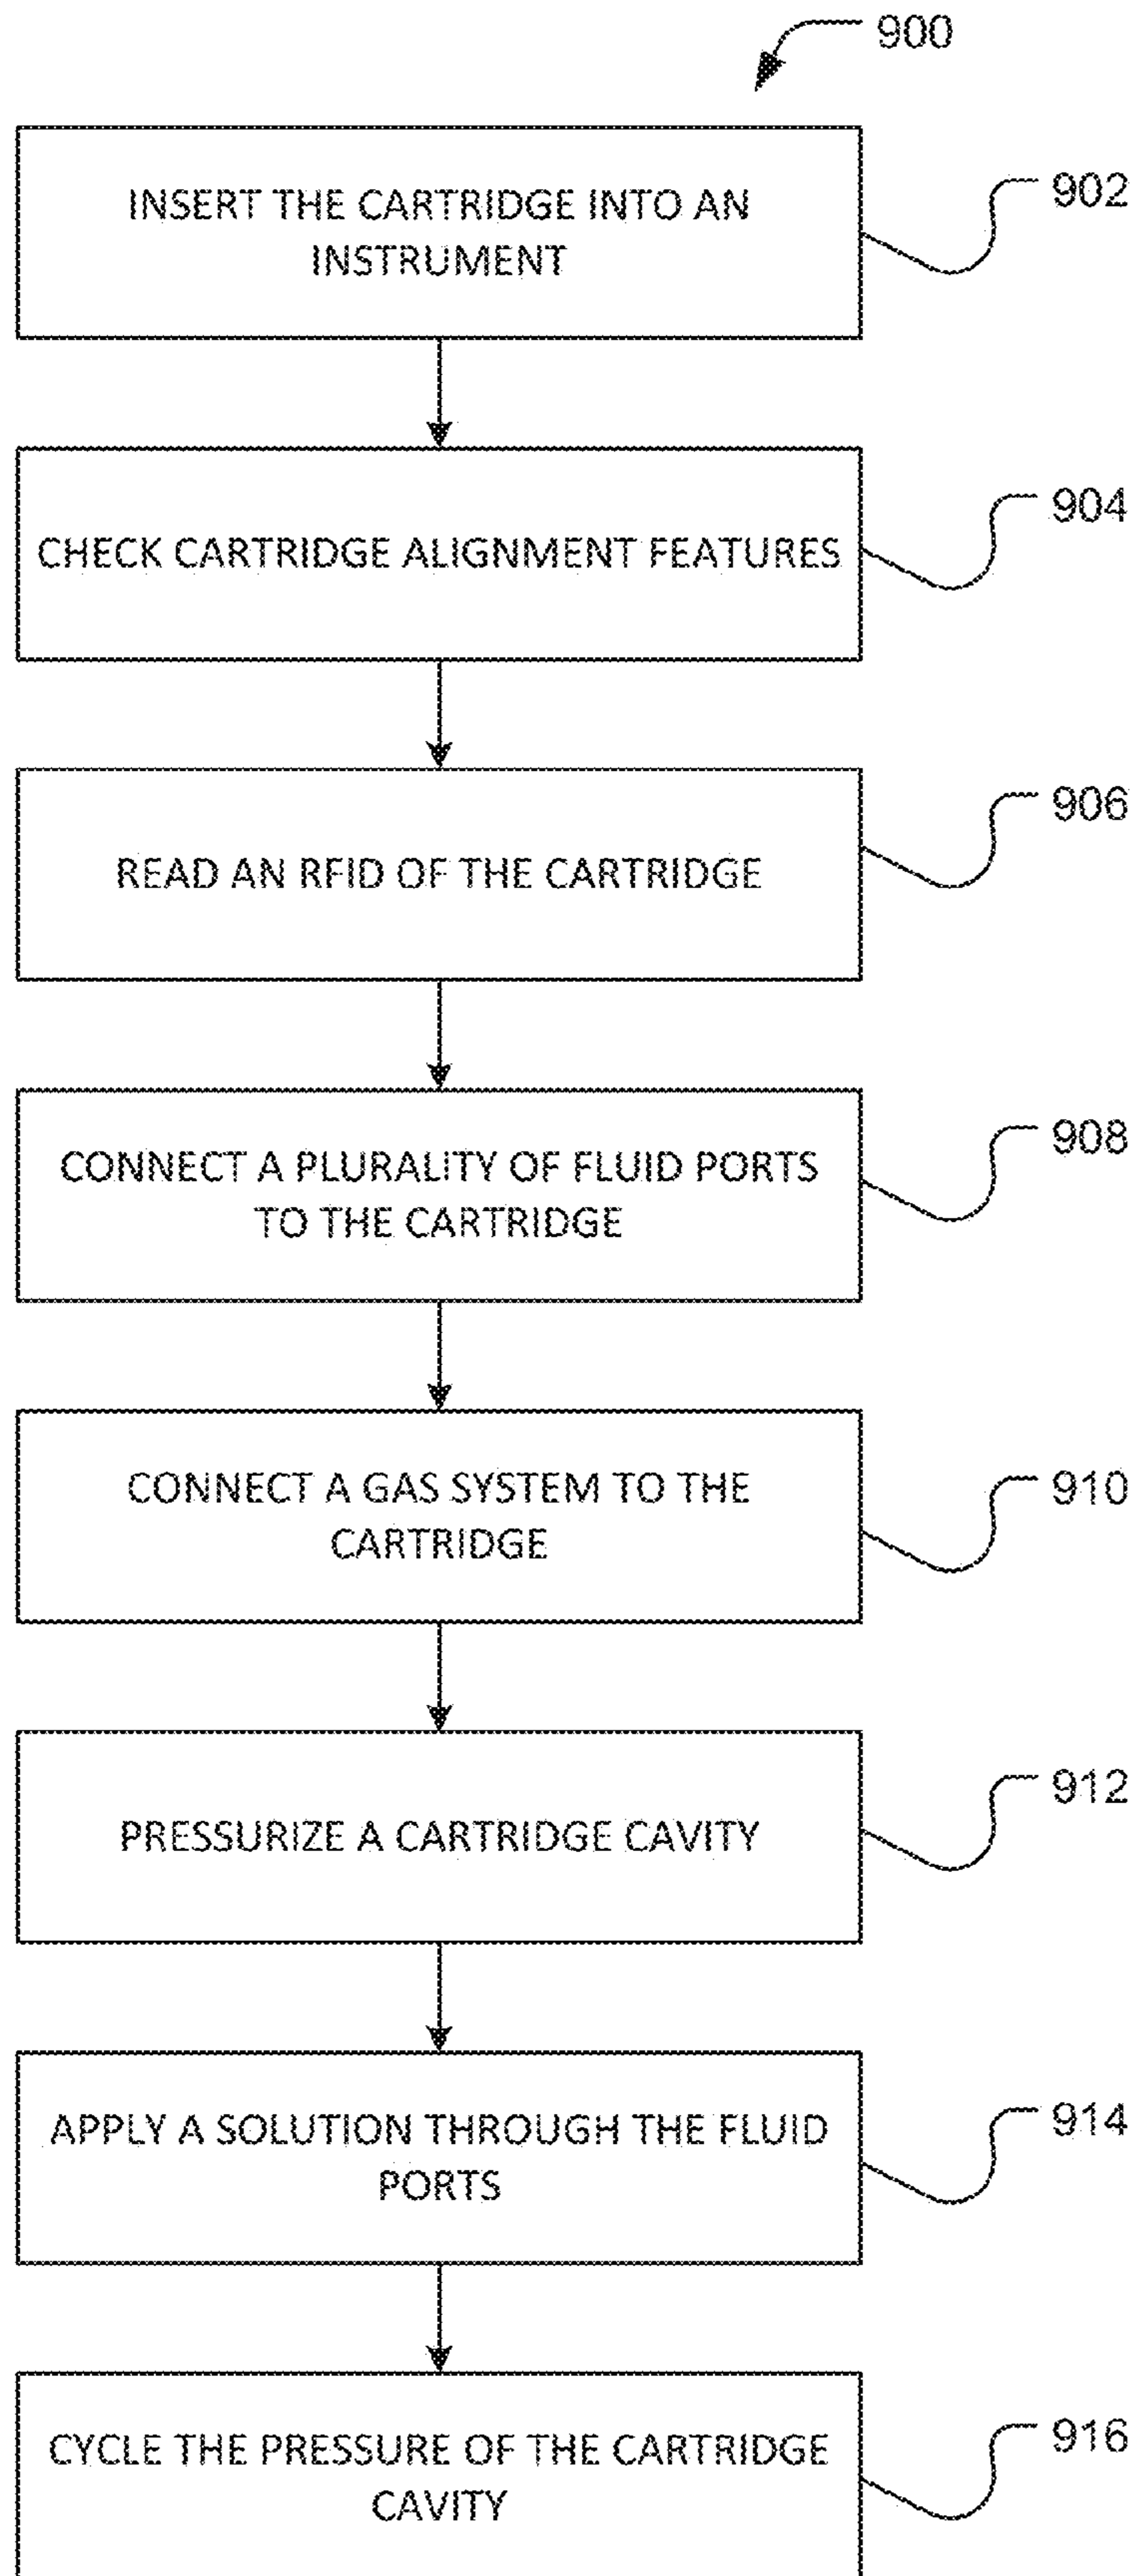 900
INSERT THE CARTRIDGE INTO AN
INSTRUMENT
902
CHECK CARTRIDGE ALIGNMENT FEATURES
904
READ AN RFID OF THE CARTRIDGE
906
CONNECT A PLURALITY OF FLUID PORTS
TO THE CARTRIDGE
908
CONNECT A GAS SYSTEM TO THE
CARTRIDGE
910
PRESSURIZE A CARTRIDGE CAVITY
912
APPLY A SOLUTION THROUGH THE FLUID
PORTS
914
CYCLE THE PRESSURE OF THE CARTRIDGE
CAVITY
916